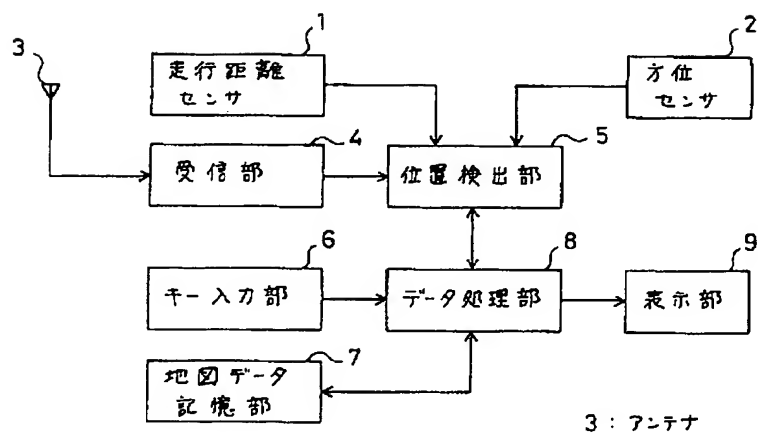 1
走行距離
センサ
2
方位
センサ
3
4
受信部
5
位置検出部
6
キー入力部
8
データ処理部
9
表示部
7
地図データ
記憶部
3:アンテナ